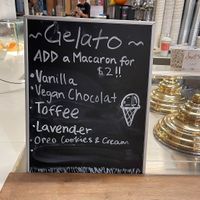 ~Gelato~
ADD a Macaron for
$2!!
• Vanilla
• Vegan Chocolat
• Toffee
• Lavender
• Oreo Cookies & Cream